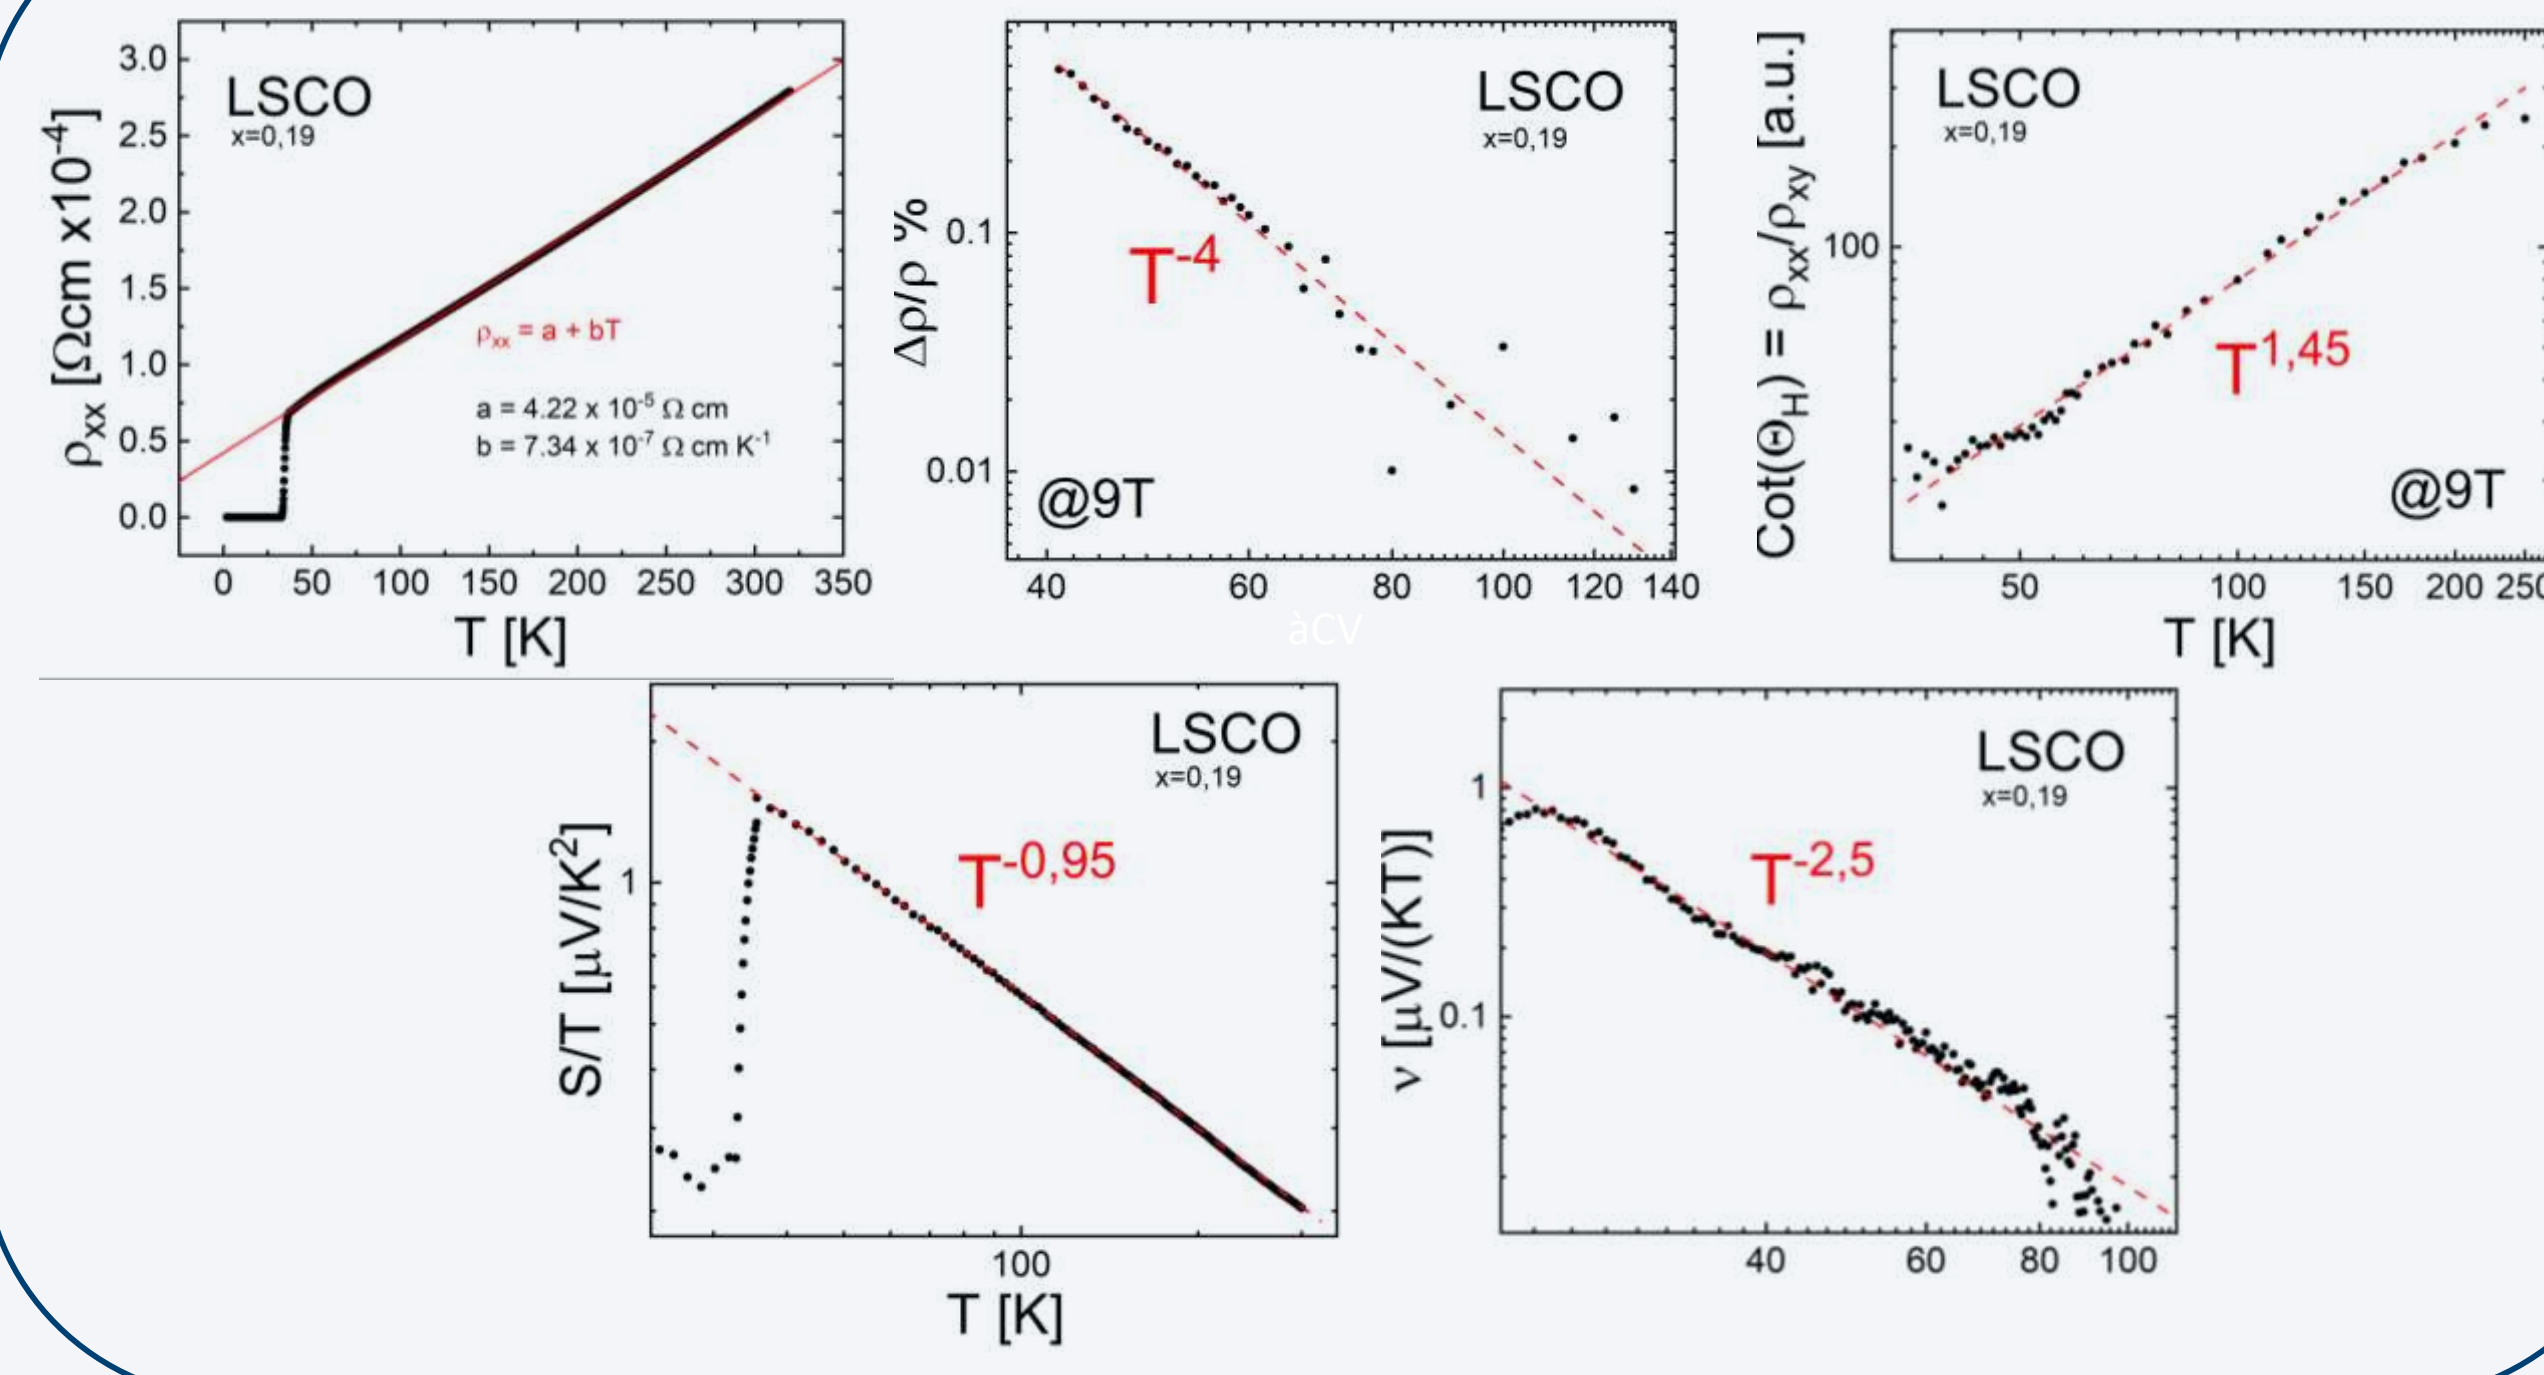 3.0
2.5
2.0
1.5
1.0
0.5
0.0
ρxx [Ωcm x10⁻⁴]
LSCO
x=0,19
ρxx = a + bT
a = 4.22 x 10⁻⁵ Ω cm
b = 7.34 x 10⁻⁷ Ω cm K⁻¹
0 50 100 150 200 250 300 350
T [K]
LSCO
x=0,19
0.1
0.01
Δρ/ρ %
T⁻⁴
@9T
40 60 80 100 120 140
àCV
LSCO
x=0,19
100
Cot(ΘH) = ρxx/ρxy [a.u.]
T¹,⁴⁵
@9T
50 100 150 200 250
T [K]
LSCO
x=0,19
1
S/T [μV/K²]
T⁻⁰,⁹⁵
100
T [K]
LSCO
x=0,19
1
0.1
ν [μV/(KT)]
T⁻²,⁵
40 60 80 100